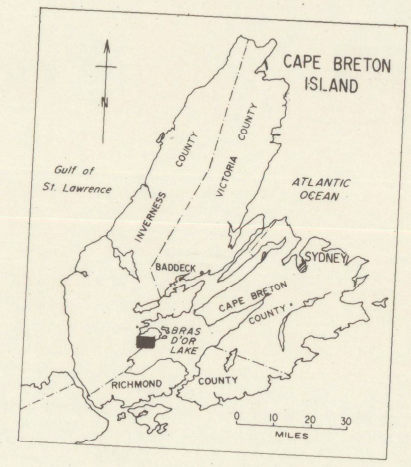 CAPE BRETON
ISLAND
N
Gulf of
St. Lawrence
INVERNESS COUNTY
VICTORIA COUNTY
ATLANTIC
OCEAN
BADDECK
SYDNEY
CAPE BRETON
COUNTY
BRAS
D'OR
LAKE
RICHMOND COUNTY
0 10 20 30
MILES